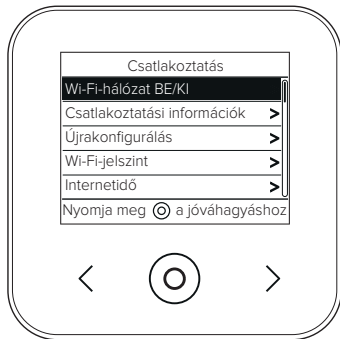 Csatlakoztatás
Wi-Fi-hálózat BE/KI
Csatlakoztatási információk >
Újrakonfigurálás >
Wi-Fi-jelszint >
Internetidő >
Nyomja meg ◎ a jóváhagyáshoz